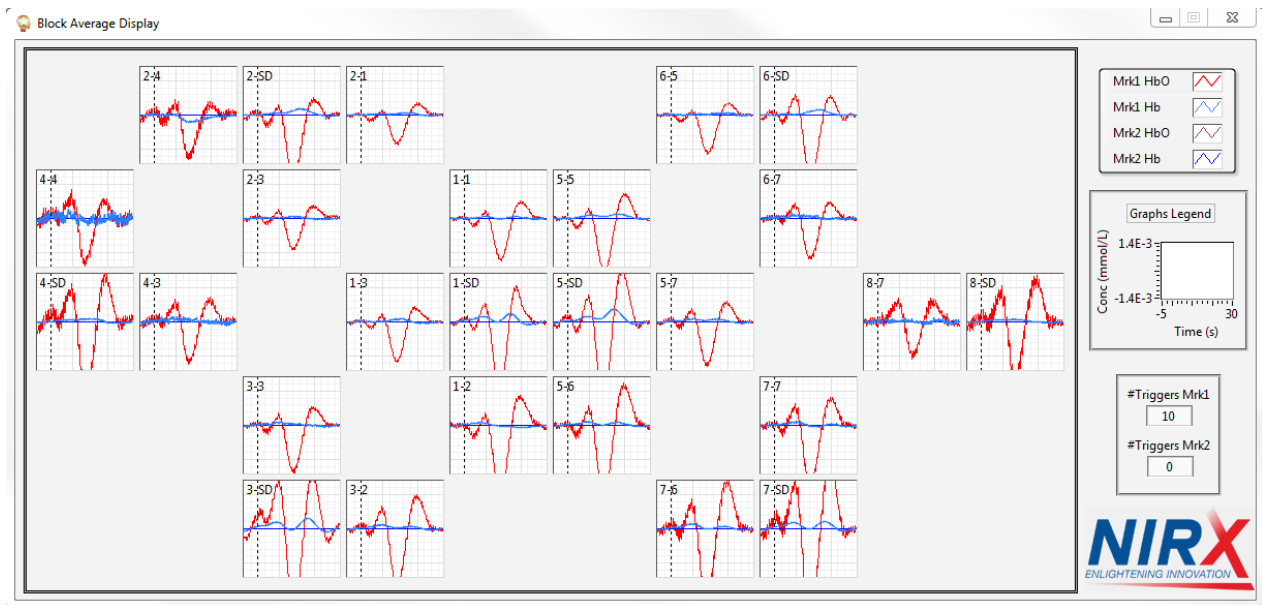 Block Average Display
2-4
2-SD
2-1
6-5
6-SD
4-4
2-3
1-1
5-5
6-7
4-SD
4-3
1-3
1-SD
5-SD
5-7
8-7
8-SD
3-3
1-2
5-6
7-7
3-SD
3-2
7-6
7-SD
Mrk1 HbO
Mrk1 Hb
Mrk2 HbO
Mrk2 Hb
Graphs Legend
Conc (mmol/L)
1.4E-3
-1.4E-3
-5 30
Time (s)
#Triggers Mrk1
10
#Triggers Mrk2
0
NIRX
ENLIGHTENING INNOVATION